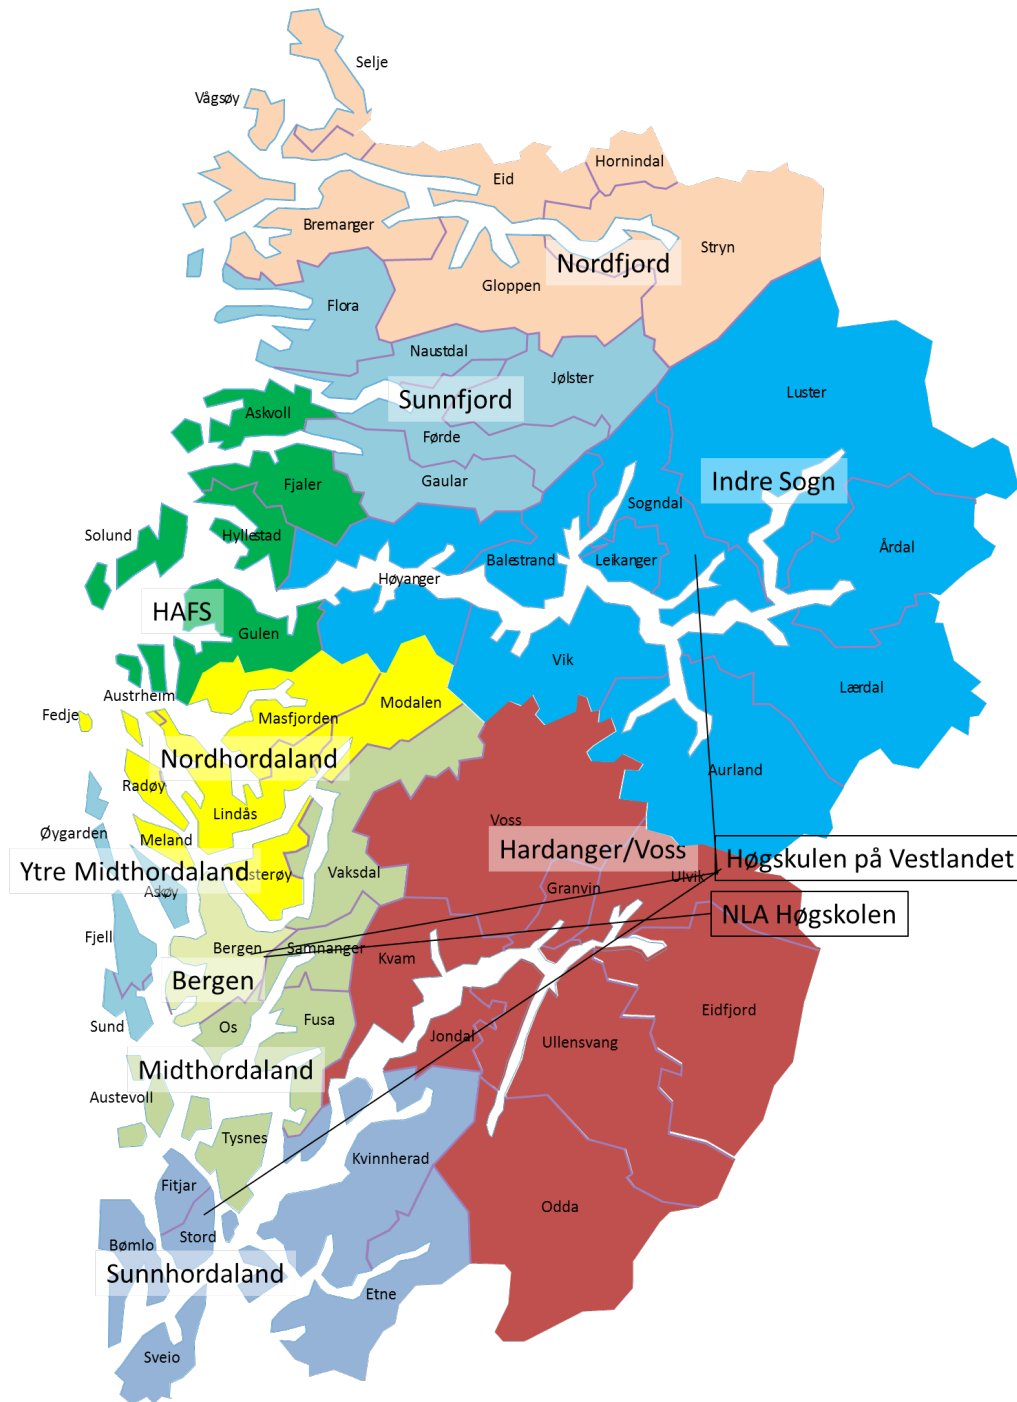 Selje
Vågsøy
Hornindal
Eid
Bremanger
Stryn
Nordfjord
Gloppen
Flora
Naustdal
Jølster
Luster
Sunnfjord
Askvoll
Førde
Gaular
Indre Sogn
Fjaler
Sogndal
Solund
Hyllestad
Årdal
Balestrand
Leikanger
Høyanger
HAFS
Gulen
Vik
Lærdal
Austrheim
Modalen
Fedje
Masfjorden
Nordhordaland
Aurland
Radøy
Lindås
Voss
Øygarden
Meland
Hardanger/Voss
Høgskulen på Vestlandet
Ytre Midthordaland
Osterøy
Vaksdal
Ulvik
Askøy
Granvin
NLA Høgskolen
Fjell
Bergen
Samnanger
Kvam
Bergen
Eidfjord
Sund
Os
Fusa
Jondal
Ullensvang
Midthordaland
Austevoll
Tysnes
Kvinnherad
Fitjar
Odda
Stord
Bømlo
Sunnhordaland
Etne
Sveio